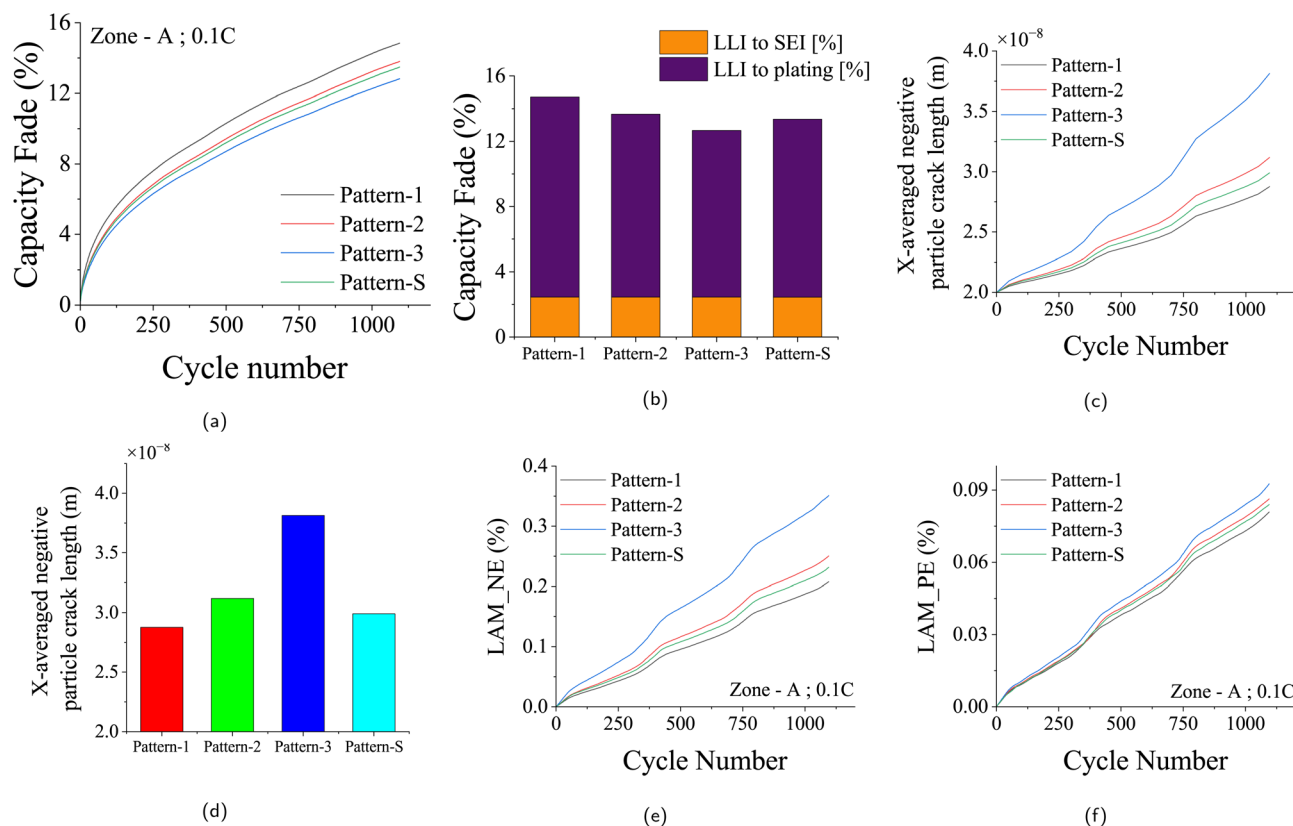 Capacity Fade (%)
16
12
8
4
0
Zone - A ; 0.1C
Pattern-1
Pattern-2
Pattern-3
Pattern-S
0 250 500 750 1000
Cycle number
(a)
LLI to SEI [%]
LLI to plating [%]
Capacity Fade (%)
16
12
8
4
0
Pattern-1 Pattern-2 Pattern-3 Pattern-S
(b)
×10⁻⁸
X-averaged negative
particle crack length (m)
4.0
3.5
3.0
2.5
2.0
Pattern-1
Pattern-2
Pattern-3
Pattern-S
0 250 500 750 1000
Cycle Number
(c)
×10⁻⁸
X-averaged negative
particle crack length (m)
4.0
3.5
3.0
2.5
2.0
Pattern-1 Pattern-2 Pattern-3 Pattern-S
(d)
LAM_NE (%)
0.4
0.3
0.2
0.1
0.0
Pattern-1
Pattern-2
Pattern-3
Pattern-S
Zone - A ; 0.1C
0 250 500 750 1000
Cycle Number
(e)
LAM_PE (%)
0.09
0.06
0.03
0.00
Pattern-1
Pattern-2
Pattern-3
Pattern-S
Zone - A ; 0.1C
0 250 500 750 1000
Cycle Number
(f)